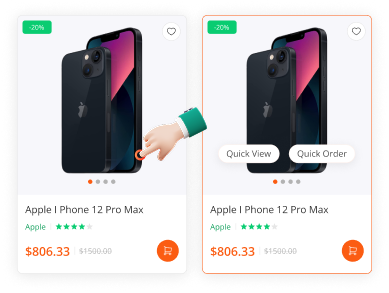 -20%
Apple I Phone 12 Pro Max
Apple
$806.33 $1500.00
-20%
Quick View Quick Order
Apple I Phone 12 Pro Max
Apple
$806.33 $1500.00